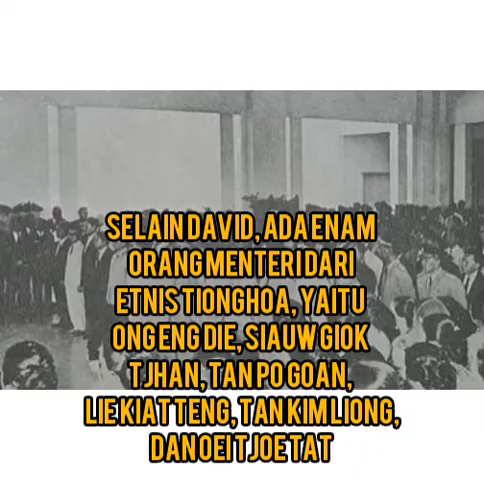 SELAIN DAVID, ADA ENAM
ORANG MENTERI DARI
ETNIS TIONGHOA, YAITU
ONG ENG DIE, SIAUW GIOK
TJHAN, TAN PO GOAN,
LIE KIAT TENG, TAN KIM LIONG,
DAN OEI TJOE TAT